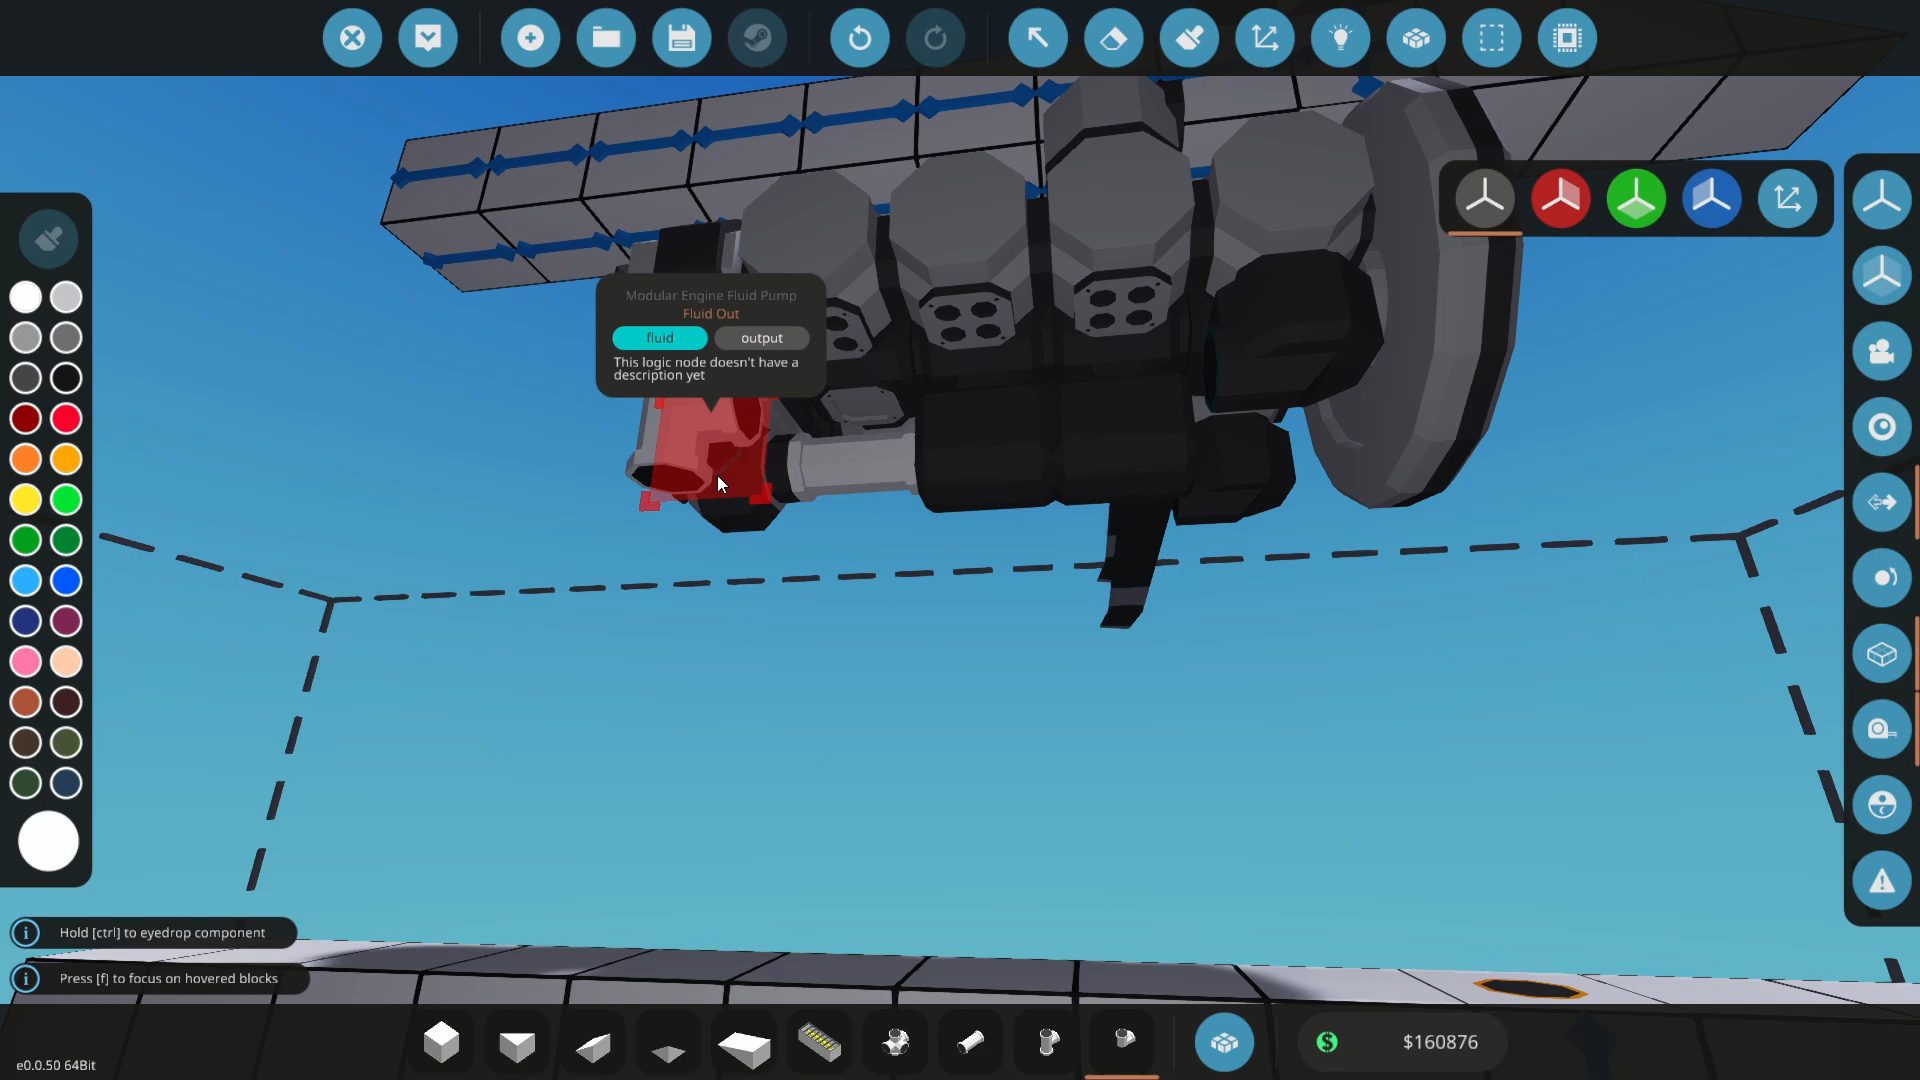 Modular Engine Fluid Pump
Fluid Out
fluid output
This logic node doesn't have a
description yet
Hold [ctrl] to eyedrop component
Press [f] to focus on hovered blocks
$ $160876
e0.0.50 64Bit